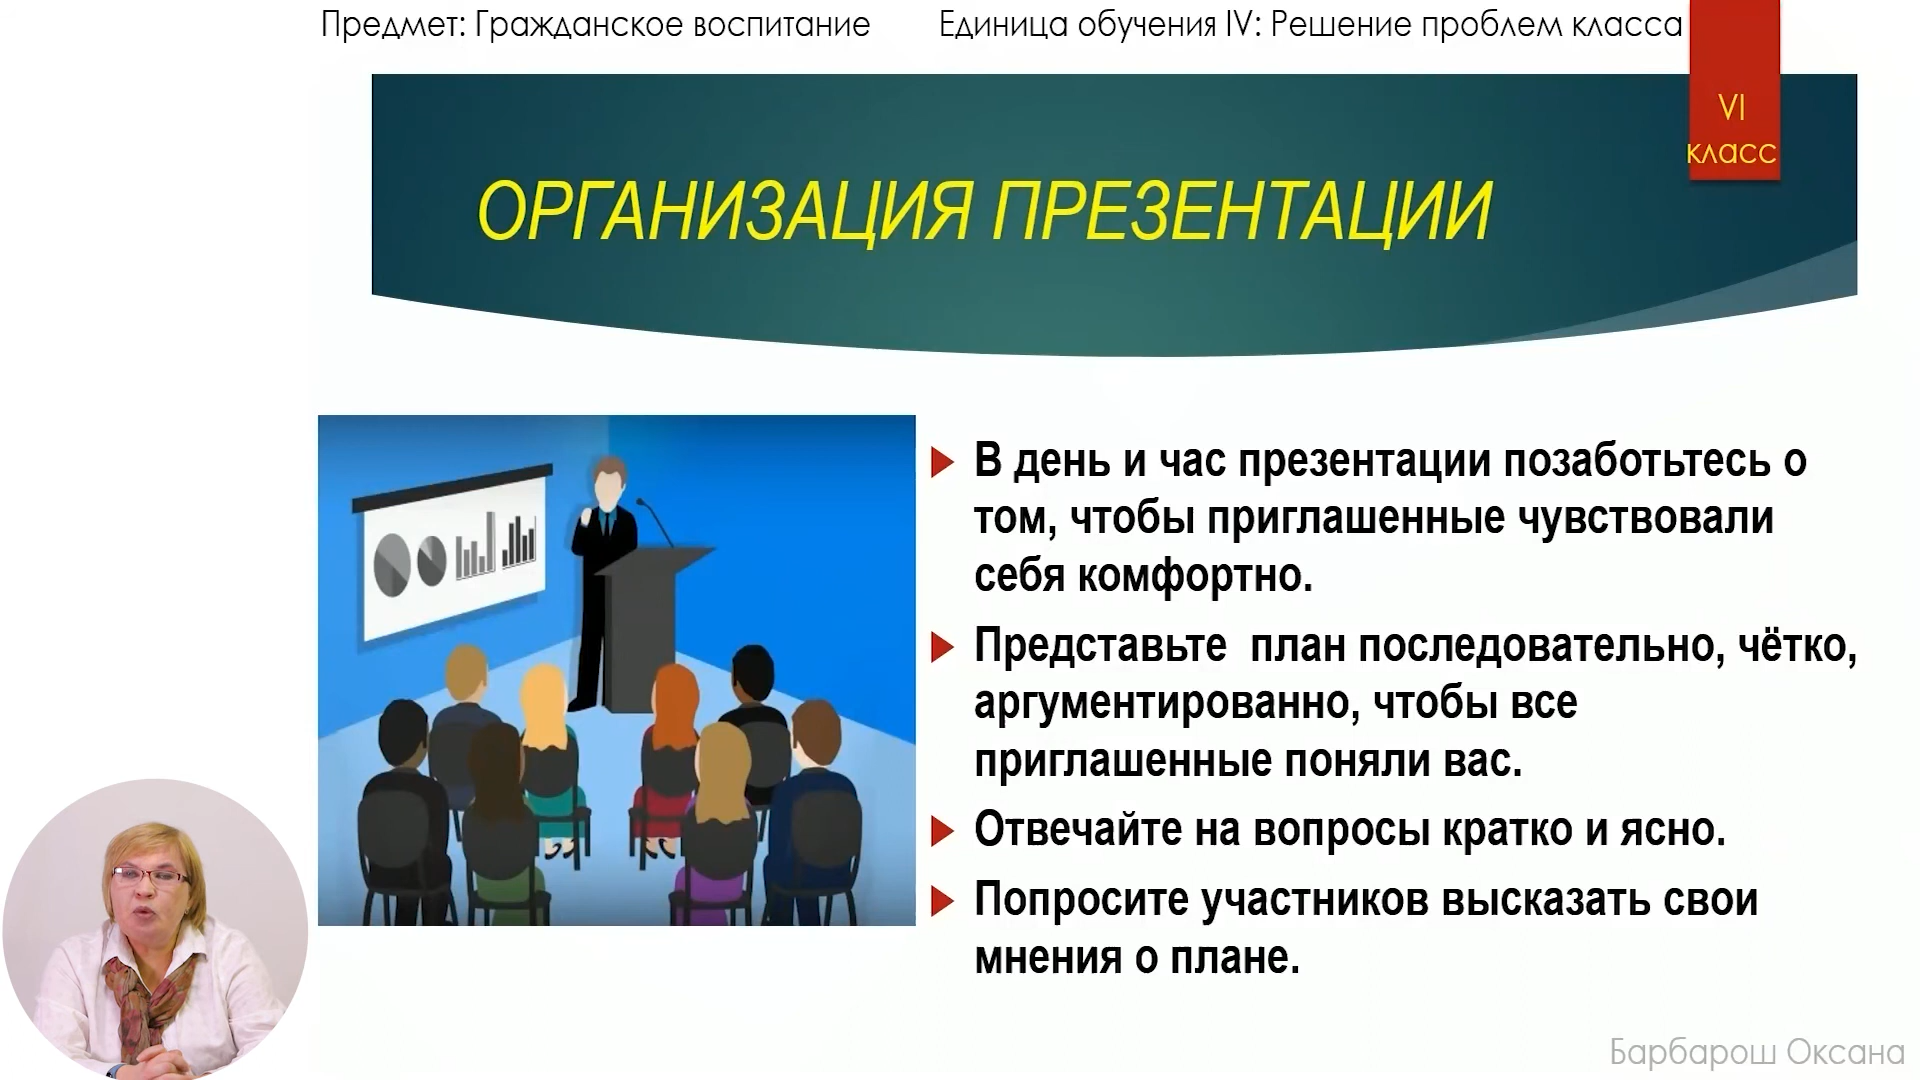 Предмет: Гражданское воспитание Единица обучения IV: Решение проблем класса
VI
класс
ОРГАНИЗАЦИЯ ПРЕЗЕНТАЦИИ
В день и час презентации позаботьтесь о
том, чтобы приглашенные чувствовали
себя комфортно.
Представьте план последовательно, чётко,
аргументированно, чтобы все
приглашенные поняли вас.
Отвечайте на вопросы кратко и ясно.
Попросите участников высказать свои
мнения о плане.
Барбарош Оксана